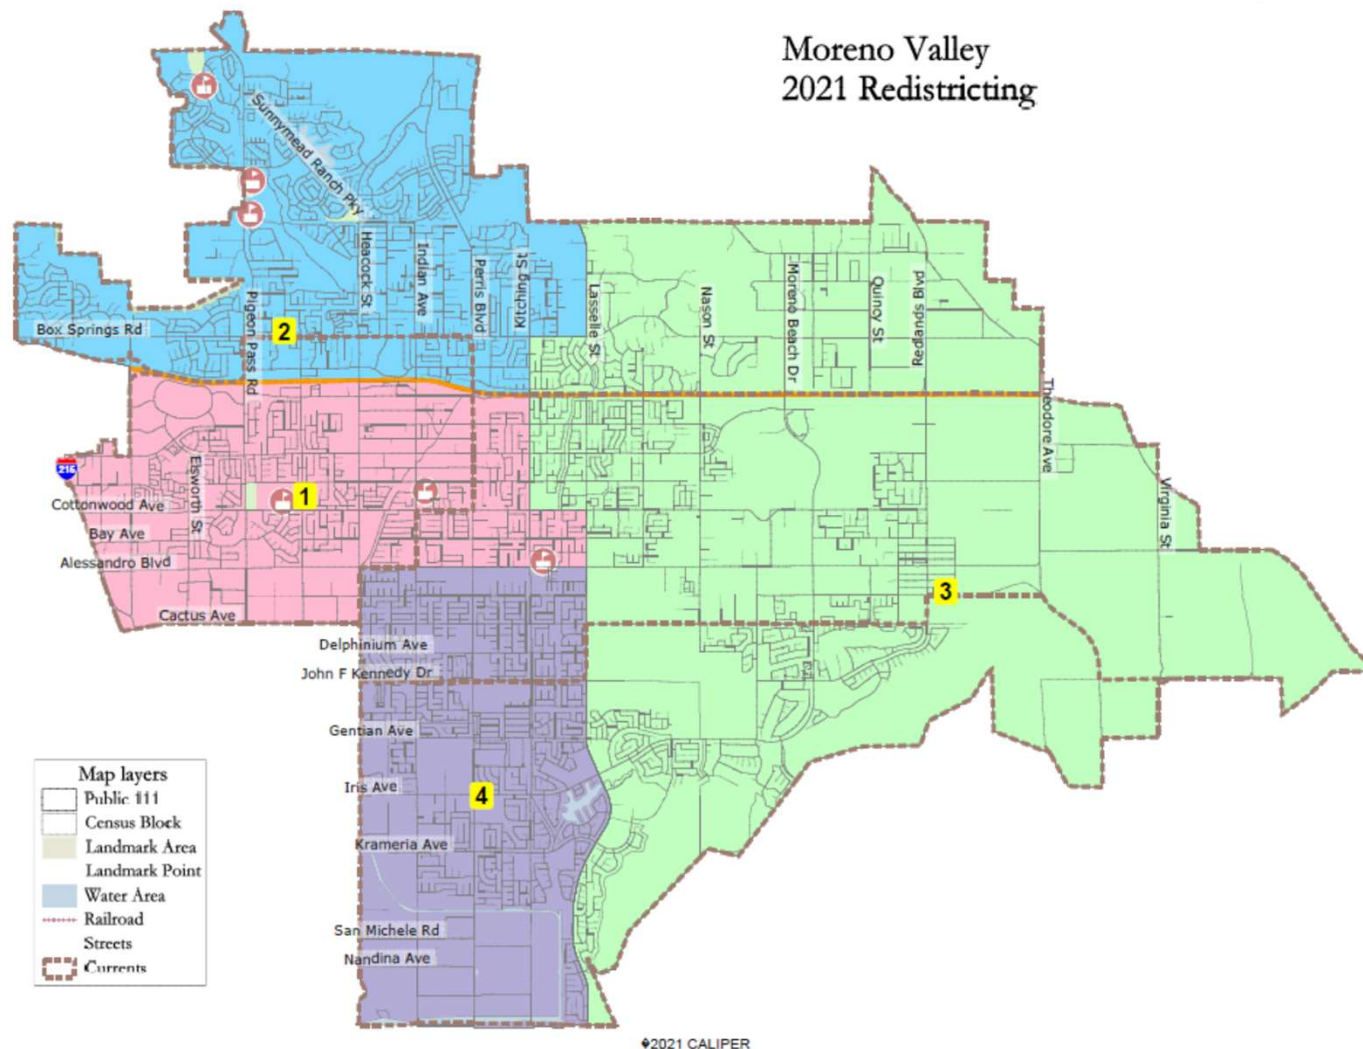 Moreno Valley
2021 Redistricting
Sunnymead Ranch Pky
Heacock St
Indian Ave
Perris Blvd
Kitching St
Lasselle St
Nason St
Moreno Beach Dr
Quincy St
Redlands Blvd
Box Springs Rd
Pigeon Pass Rd
2
Theodore Ave
215
Elsworth St
1
Cottonwood Ave
Virginia St
Bay Ave
Alessandro Blvd
3
Cactus Ave
Delphinium Ave
John F Kennedy Dr
Gentian Ave
Iris Ave
4
Krameria Ave
San Michele Rd
Nandina Ave
Map layers
Public 111
Census Block
Landmark Area
Landmark Point
Water Area
Railroad
Streets
Currents
�2021 CALIPER